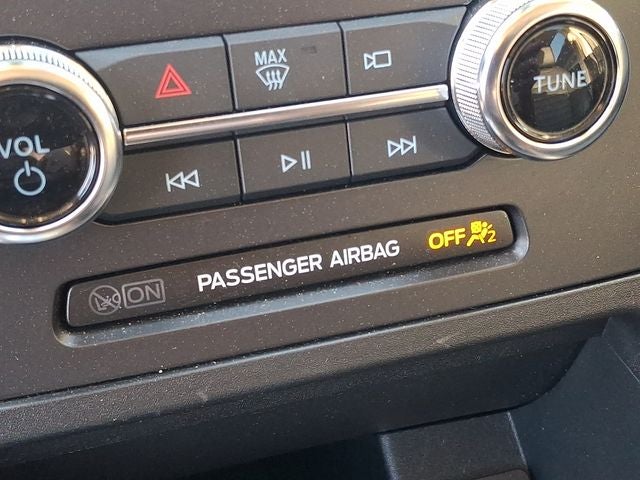 MAX
TUNE
VOL
ON PASSENGER AIRBAG OFF 2